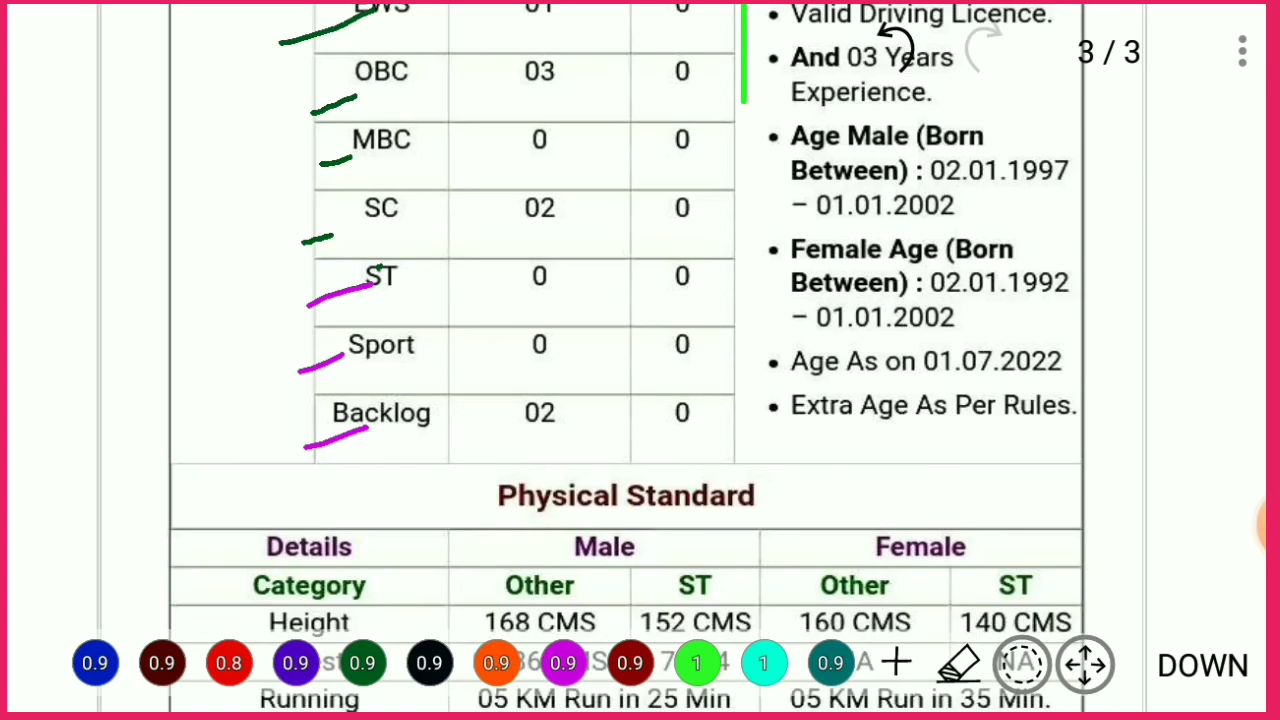 EWS 01 0
OBC 03 0
MBC 0 0
SC 02 0
ST 0 0
Sport 0 0
Backlog 02 0
Valid Driving Licence.
And 03 Years
Experience.
Age Male (Born
Between) : 02.01.1997
– 01.01.2002
Female Age (Born
Between) : 02.01.1992
– 01.01.2002
Age As on 01.07.2022
Extra Age As Per Rules.
3 / 3
Physical Standard
Details Male Female
Category Other ST Other ST
Height 168 CMS 152 CMS 160 CMS 140 CMS
NA
Running 05 KM Run in 25 Min 05 KM Run in 35 Min.
0.9 0.9 0.8 0.9 0.9 0.9 0.9 0.9 0.9 1 1 0.9
DOWN